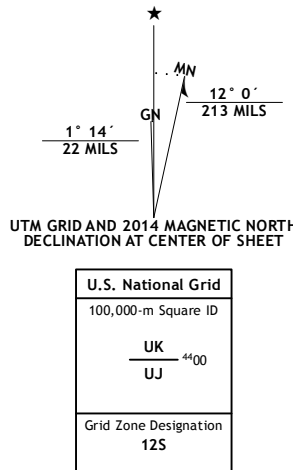 ★
MN
GN
12° 0´
213 MILS
1° 14´
22 MILS
UTM GRID AND 2014 MAGNETIC NORTH
DECLINATION AT CENTER OF SHEET
U.S. National Grid
100,000-m Square ID
UK
⁴⁴00
UJ
Grid Zone Designation
12S